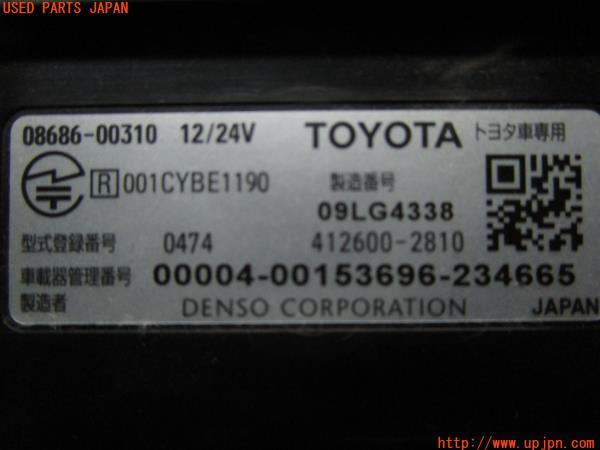 USED PARTS JAPAN
08686-00310 12/24V TOYOTA トヨタ車専用
R 001CYBE1190 製造番号
09LG4338
型式登録番号 0474 412600-2810
車載器管理番号 00004-00153696-234665
製造者 DENSO CORPORATION JAPAN
http://www.upjpn.com